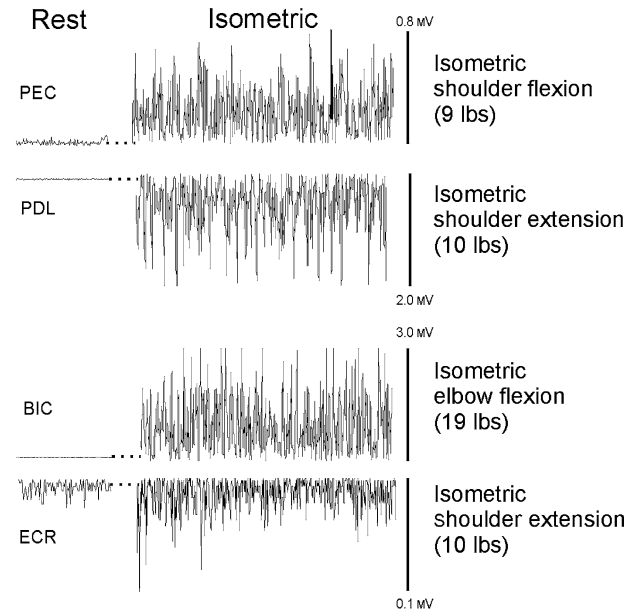 Rest Isometric
0.8 MV
PEC
Isometric
shoulder flexion
(9 lbs)
PDL
Isometric
shoulder extension
(10 lbs)
2.0 MV
3.0 MV
BIC
Isometric
elbow flexion
(19 lbs)
ECR
Isometric
shoulder extension
(10 lbs)
0.1 MV